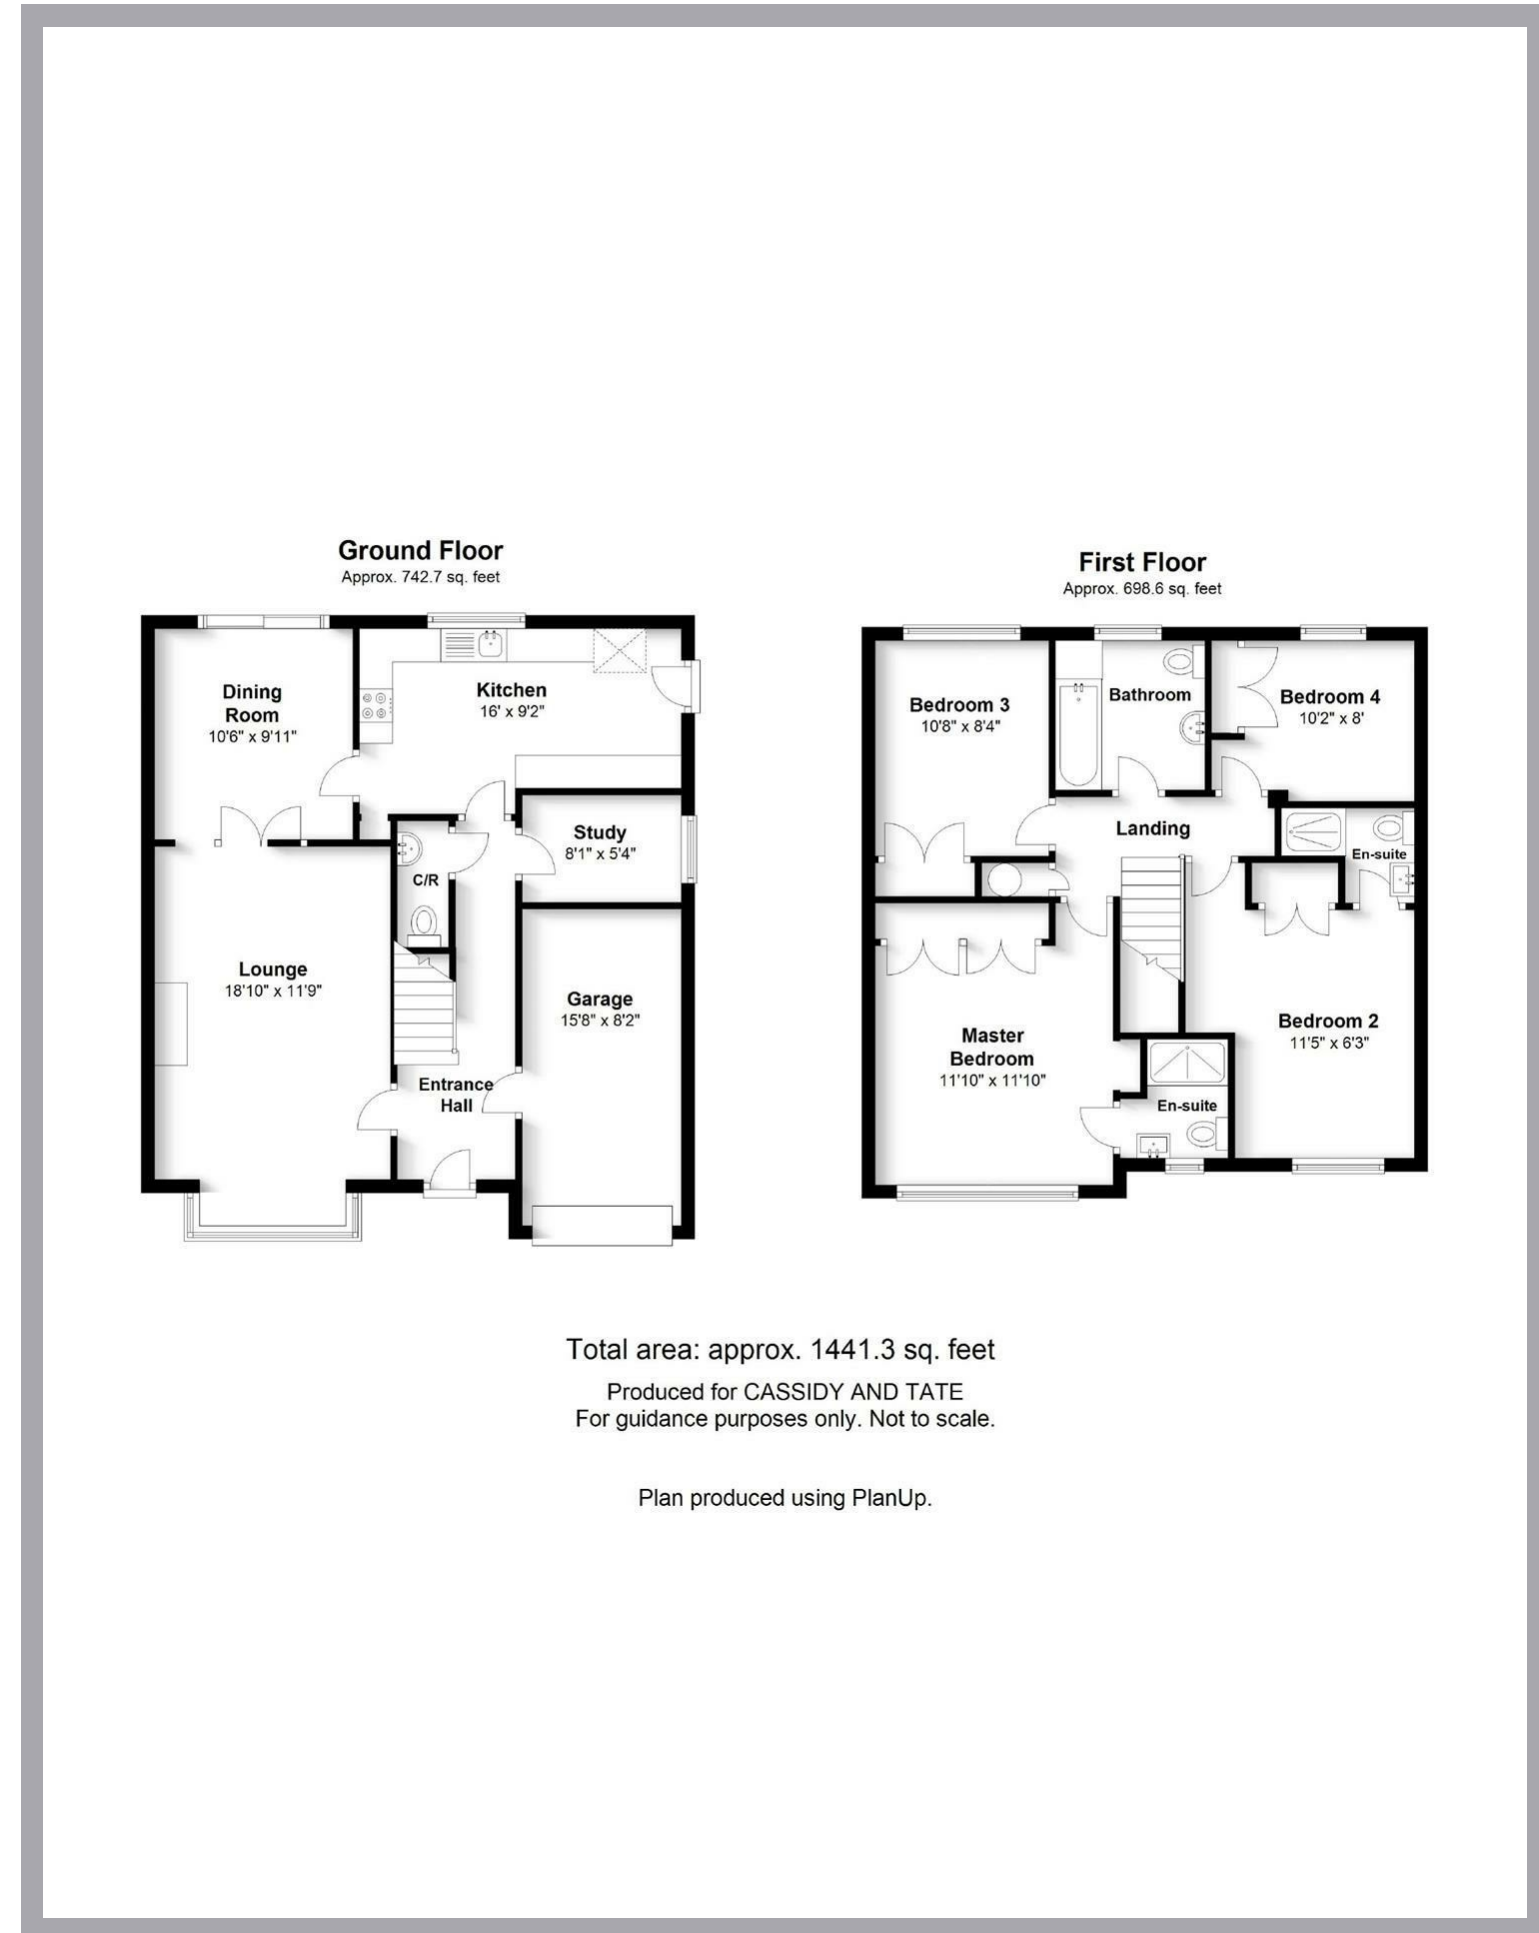 Ground Floor
Approx. 742.7 sq. feet
Dining
Room
10'6" x 9'11"
Kitchen
16' x 9'2"
Study
8'1" x 5'4"
C/R
Lounge
18'10" x 11'9"
Garage
15'8" x 8'2"
Entrance
Hall
First Floor
Approx. 698.6 sq. feet
Bedroom 3
10'8" x 8'4"
Bathroom
Bedroom 4
10'2" x 8'
Landing
En-suite
Master
Bedroom
11'10" x 11'10"
Bedroom 2
11'5" x 6'3"
En-suite
Total area: approx. 1441.3 sq. feet
Produced for CASSIDY AND TATE
For guidance purposes only. Not to scale.
Plan produced using PlanUp.